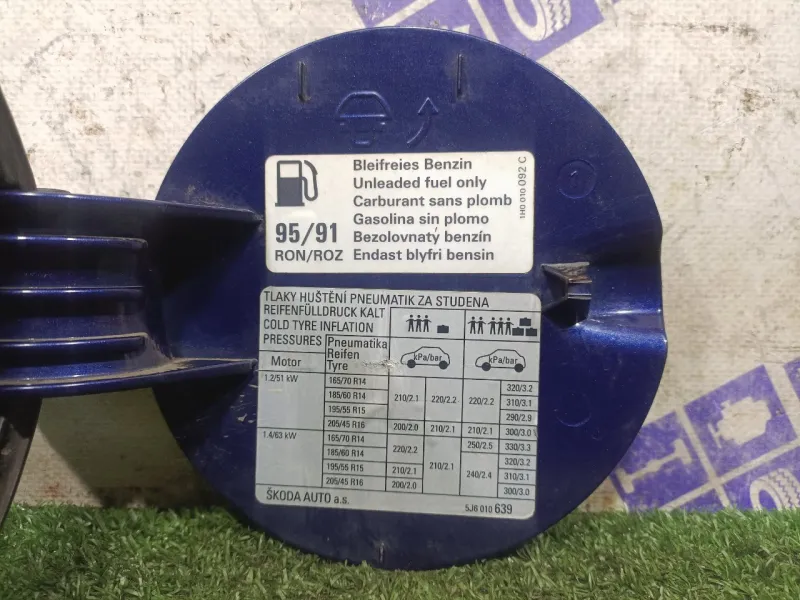 Bleifreies Benzin
Unleaded fuel only
Carburant sans plomb
Gasolina sin plomo
95/91 Bezolovnatý benzín
RON/ROZ Endast blyfri bensin
1H0 010 092 C
TLAKY HUŠTĚNÍ PNEUMATIK ZA STUDENA
REIFENFÜLLDRUCK KALT
COLD TYRE INFLATION
PRESSURES
Pneumatika
Reifen
Motor Tyre kPa/bar kPa/bar
1.2/51 kW 165/70 R14 210/2.1 220/2.2 220/2.2 320/3.2
185/60 R14 310/3.1
195/55 R15 290/2.9
205/45 R16 200/2.0 210/2.1 210/2.1 300/3.0
1.4/63 kW 165/70 R14 220/2.2 210/2.1 250/2.5 330/3.3
185/60 R14 240/2.4 320/3.2
195/55 R15 210/2.1 310/3.1
205/45 R16 200/2.0 300/3.0
ŠKODA AUTO a.s. 5J6 010 639